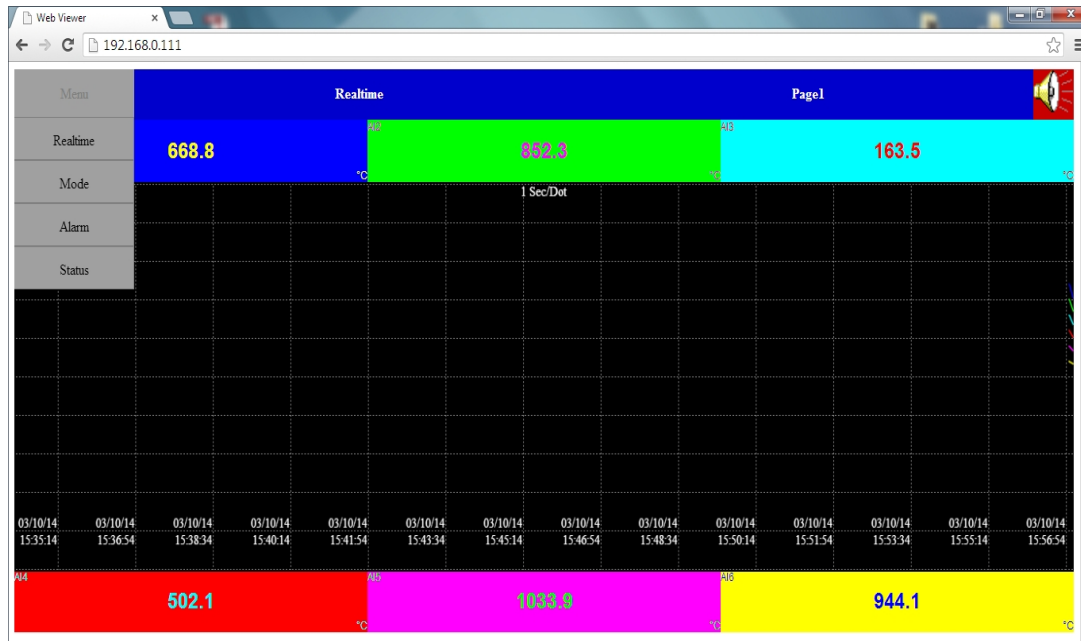 Web Viewer
192.168.0.111
Menu
Realtime
Page1
Realtime
Mode
Alarm
Status
668.8
°C
AI2
852.3
°C
AI3
163.5
°C
1 Sec/Dot
03/10/14 03/10/14 03/10/14 03/10/14 03/10/14 03/10/14 03/10/14 03/10/14 03/10/14 03/10/14 03/10/14 03/10/14 03/10/14 03/10/14
15:35:14 15:36:54 15:38:34 15:40:14 15:41:54 15:43:34 15:45:14 15:46:54 15:48:34 15:50:14 15:51:54 15:53:34 15:55:14 15:56:54
AI4
502.1
°C
AI5
1033.9
°C
AI6
944.1
°C